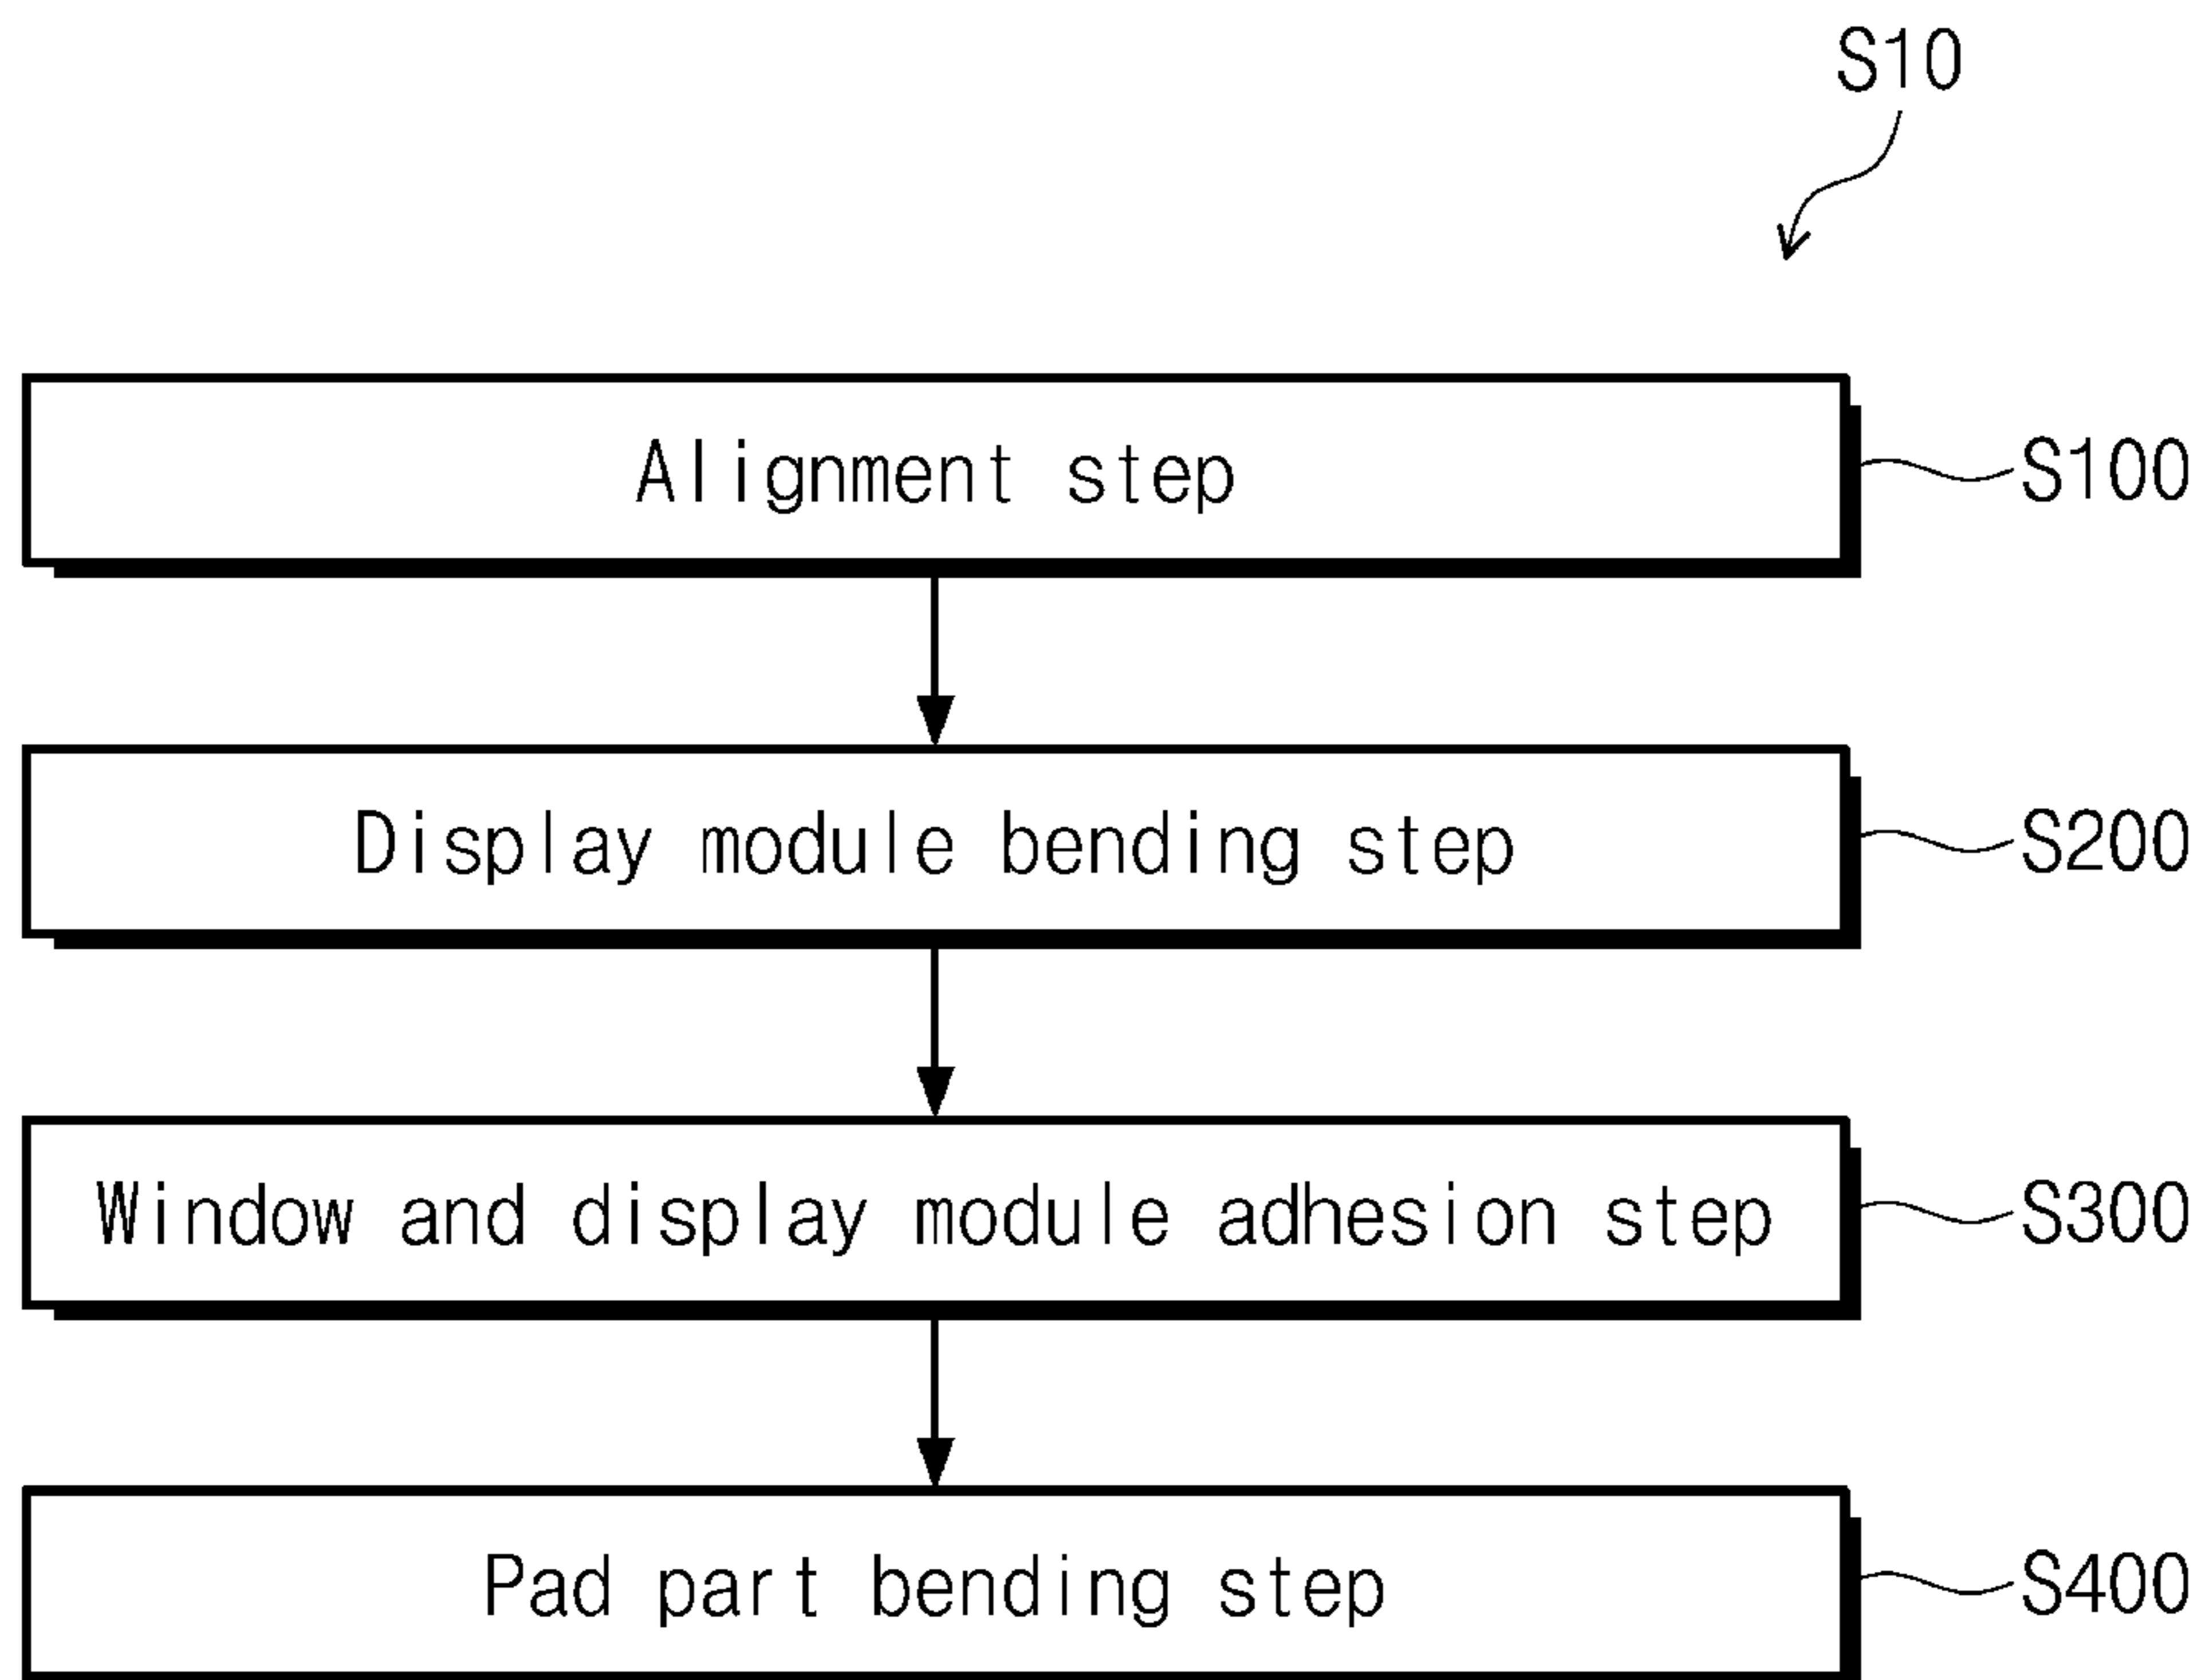 S10
Alignment step
S100
Display module bending step
S200
Window and display module adhesion step
S300
Pad part bending step
S400